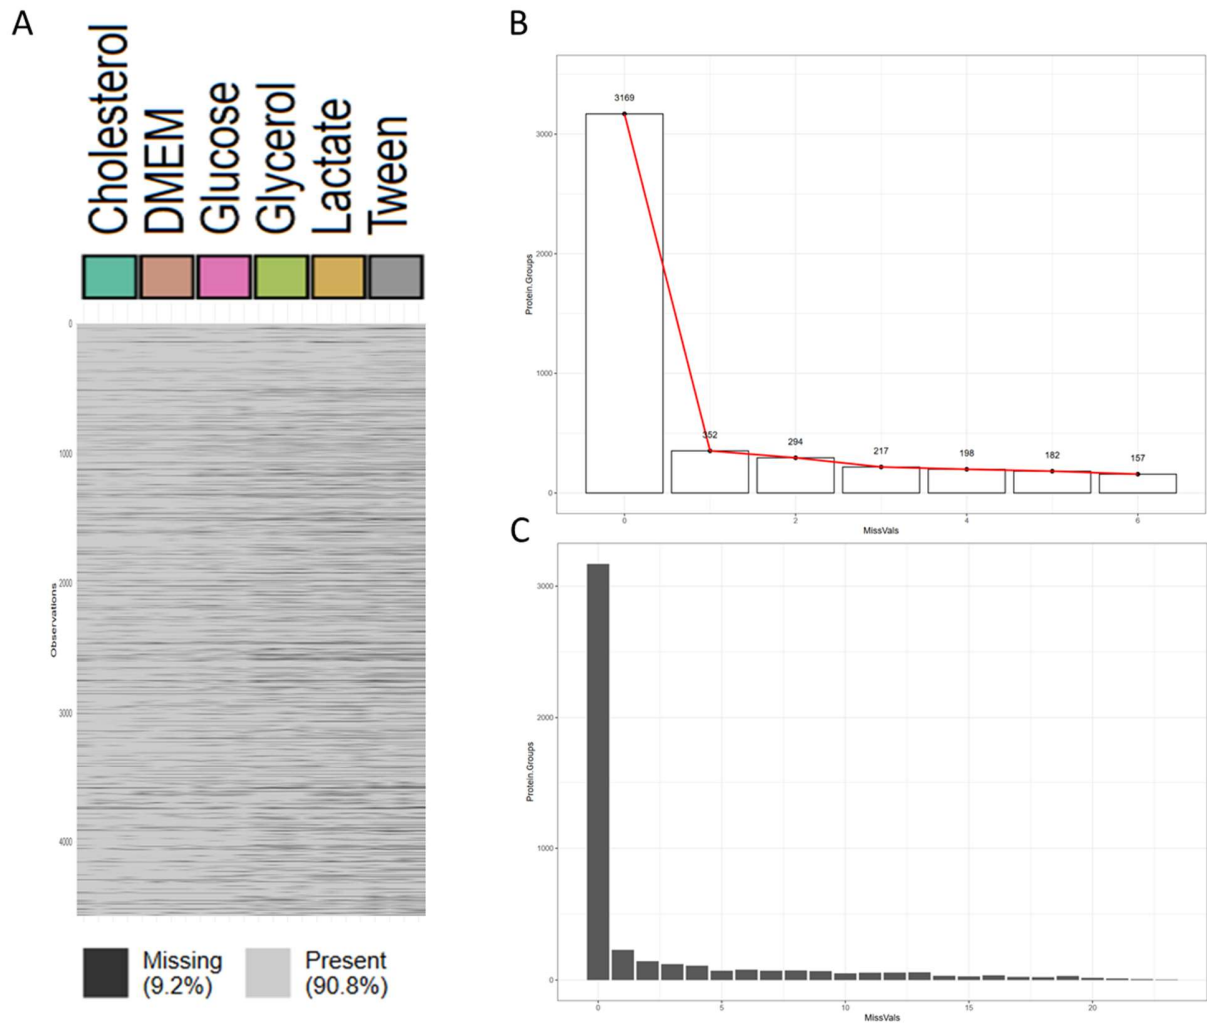 A
Cholesterol
DMEM
Glucose
Glycerol
Lactate
Tween
0
1000
2000
3000
4000
Observations
Missing
(9.2%)
Present
(90.8%)
B
3169
352
294
217
198
182
157
3000
2000
1000
0
Protein.Groups
0
2
4
6
MissVals
C
3000
2000
1000
0
Protein.Groups
0
5
10
15
20
MissVals